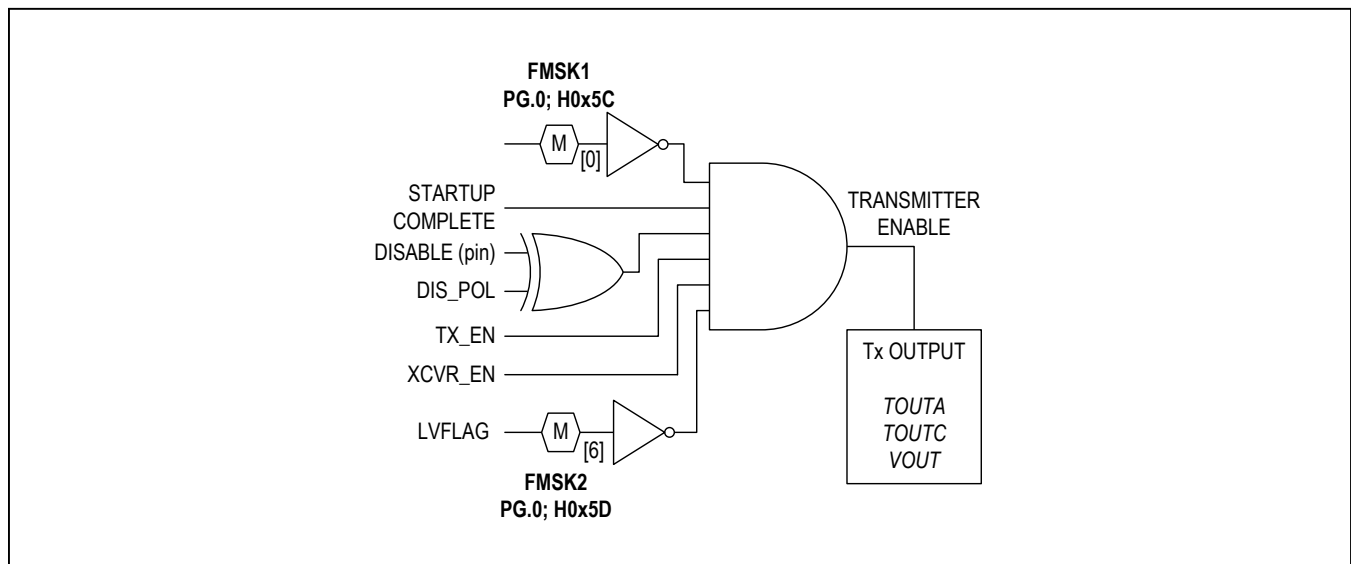 FMSK1
PG.0; H0x5C
M
[0]
STARTUP
COMPLETE
DISABLE (pin)
DIS_POL
TX_EN
XCVR_EN
LVFLAG
M
[6]
FMSK2
PG.0; H0x5D
TRANSMITTER
ENABLE
Tx OUTPUT
TOUTA
TOUTC
VOUT